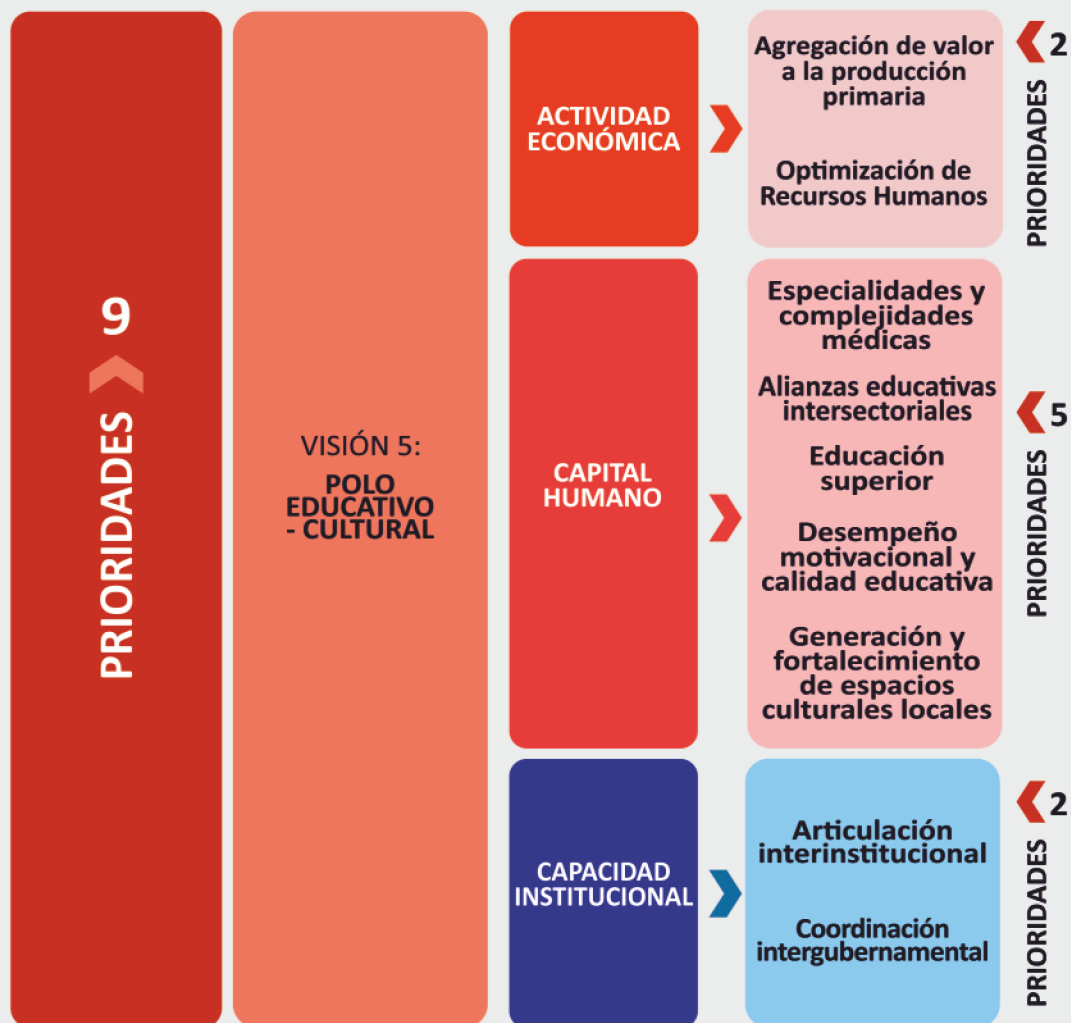 PRIORIDADES 9
VISIÓN 5:
POLO
EDUCATIVO
- CULTURAL
ACTIVIDAD
ECONÓMICA
Agregación de valor
a la producción
primaria
Optimización de
Recursos Humanos
PRIORIDADES 2
CAPITAL
HUMANO
Especialidades y
complejidades
médicas
Alianzas educativas
intersectoriales
Educación
superior
Desempeño
motivacional y
calidad educativa
Generación y
fortalecimiento
de espacios
culturales locales
PRIORIDADES 5
CAPACIDAD
INSTITUCIONAL
Articulación
interinstitucional
Coordinación
intergubernamental
PRIORIDADES 2